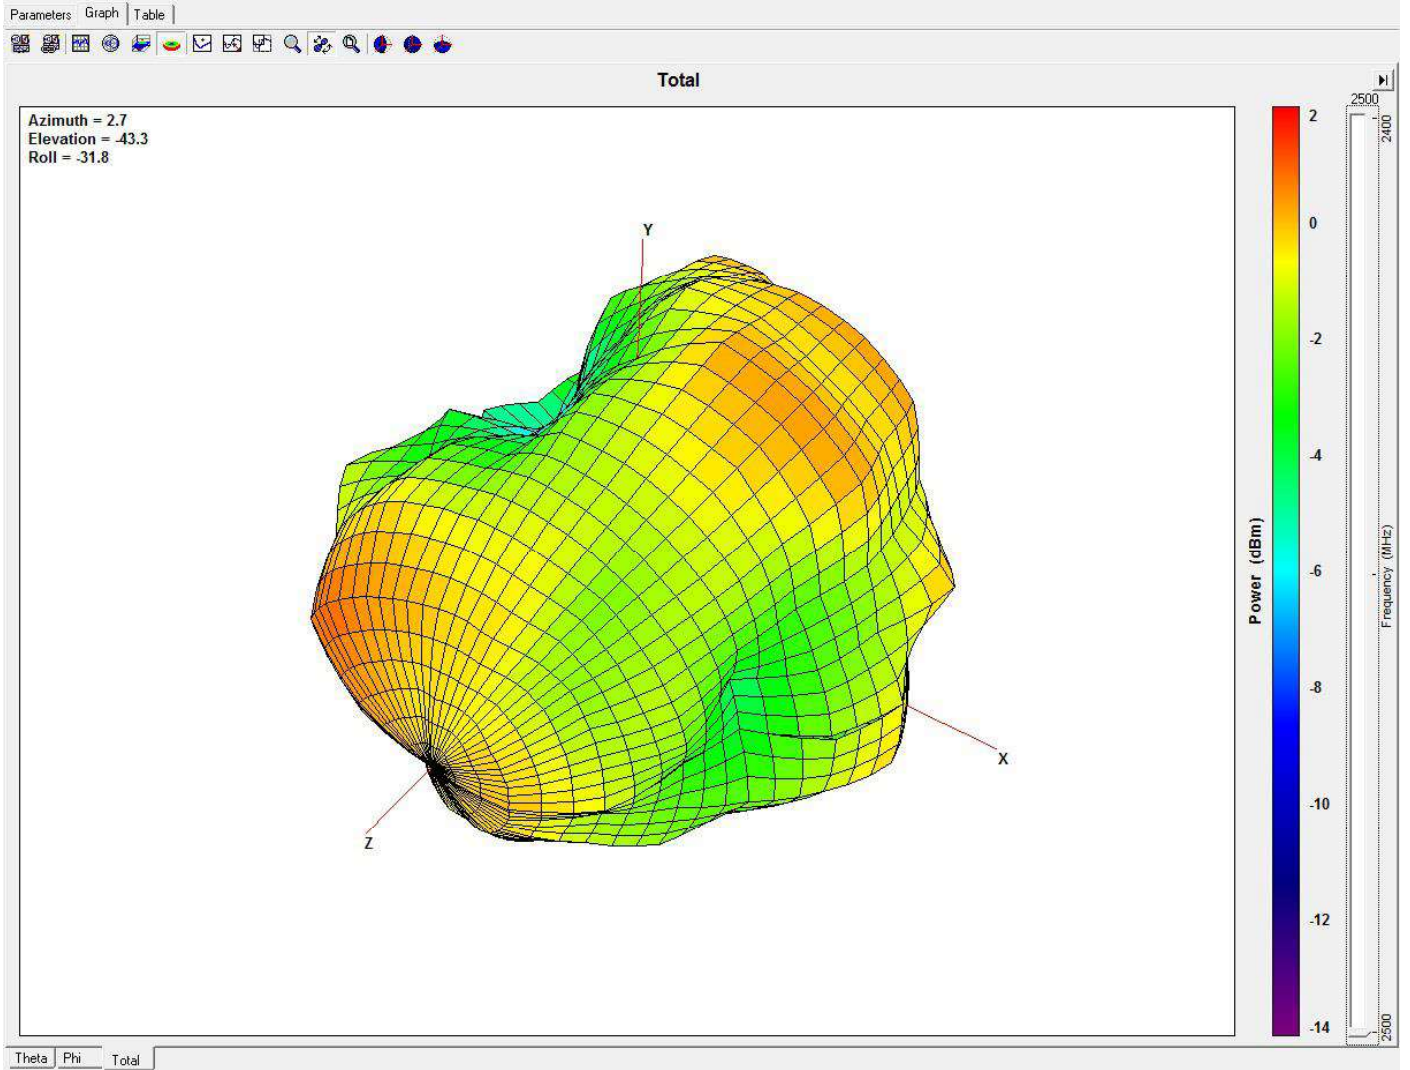 Parameters Graph Table
Total
2500
Azimuth = 2.7
Elevation = -43.3
Roll = -31.8
Y
X
Z
2
0
-2
-4
-6
-8
-10
-12
-14
Power (dBm)
2400
Frequency (MHz)
2500
Theta Phi Total